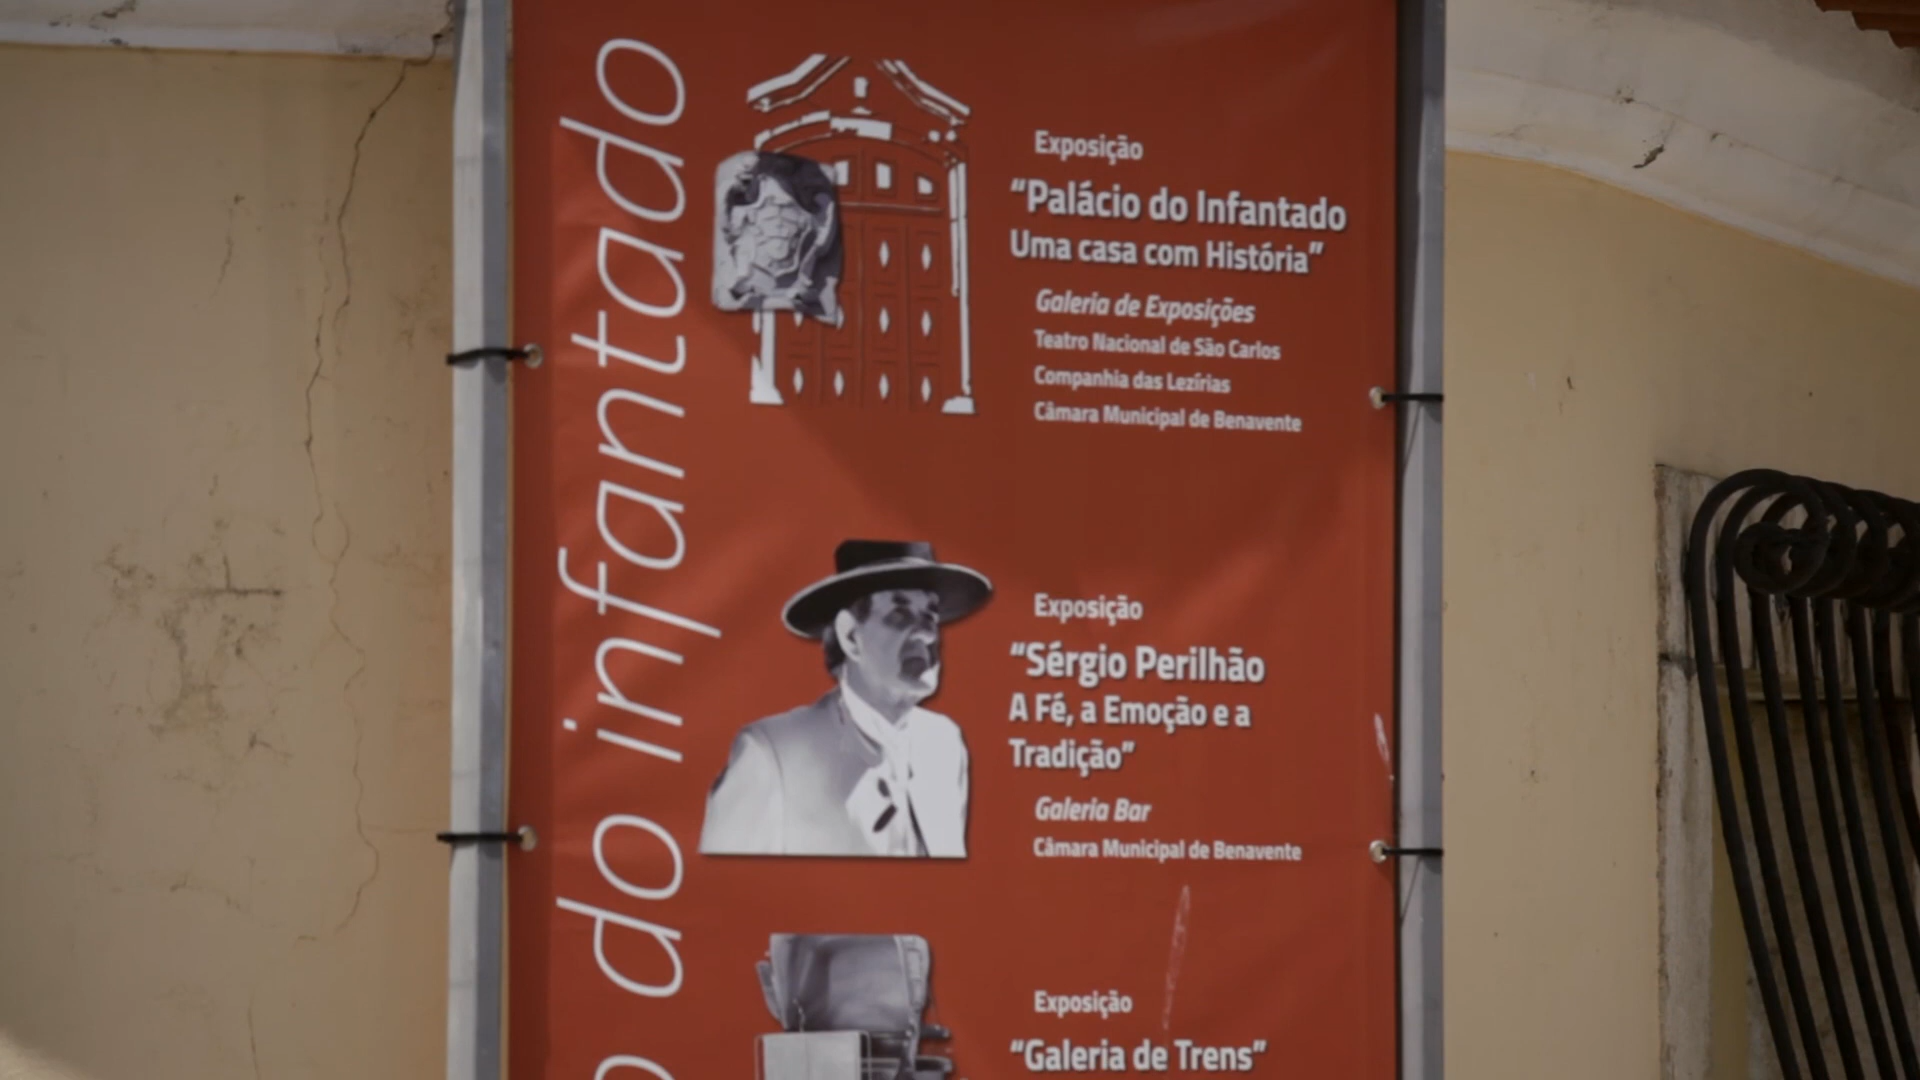 do infantado
Exposição
“Palácio do Infantado
Uma casa com História”
Galeria de Exposições
Teatro Nacional de São Carlos
Companhia das Lezírias
Câmara Municipal de Benavente
Exposição
“Sérgio Perilhão
A Fé, a Emoção e a
Tradição”
Galeria Bar
Câmara Municipal de Benavente
Exposição
“Galeria de Trens”